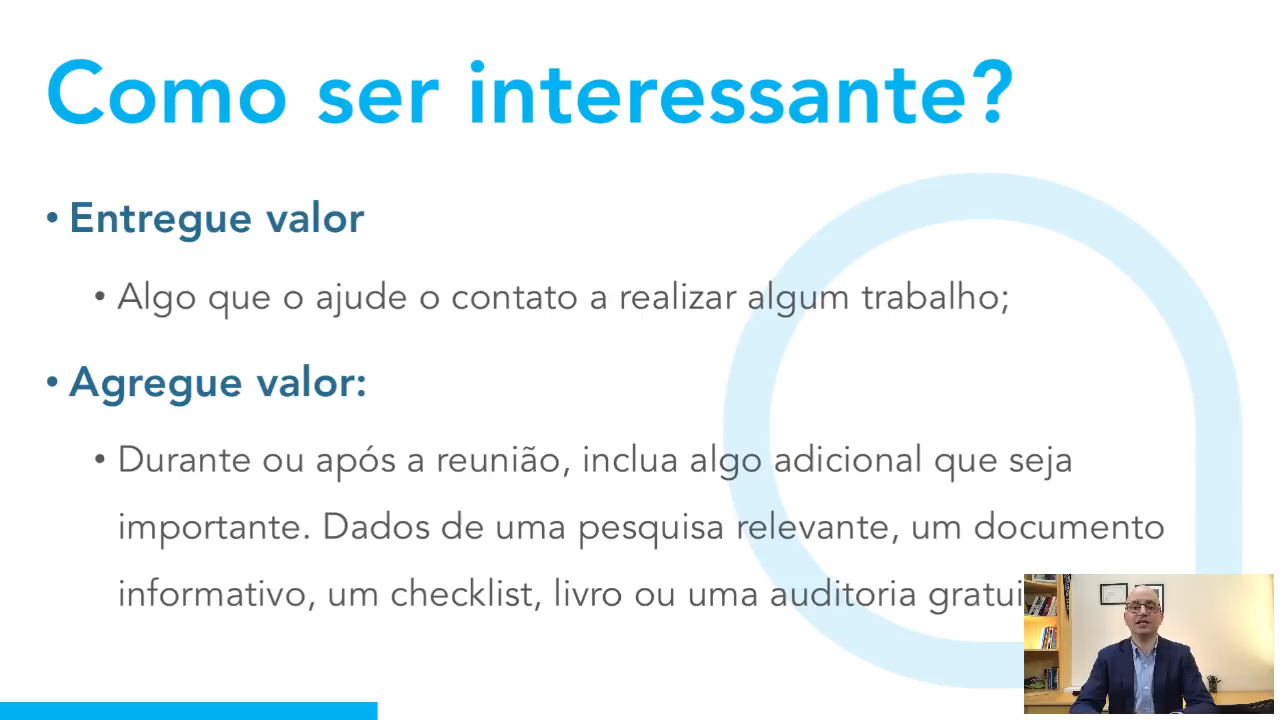 Como ser interessante?
• Entregue valor
• Algo que o ajude o contato a realizar algum trabalho;
• Agregue valor:
• Durante ou após a reunião, inclua algo adicional que seja
importante. Dados de uma pesquisa relevante, um documento
informativo, um checklist, livro ou uma auditoria gratui